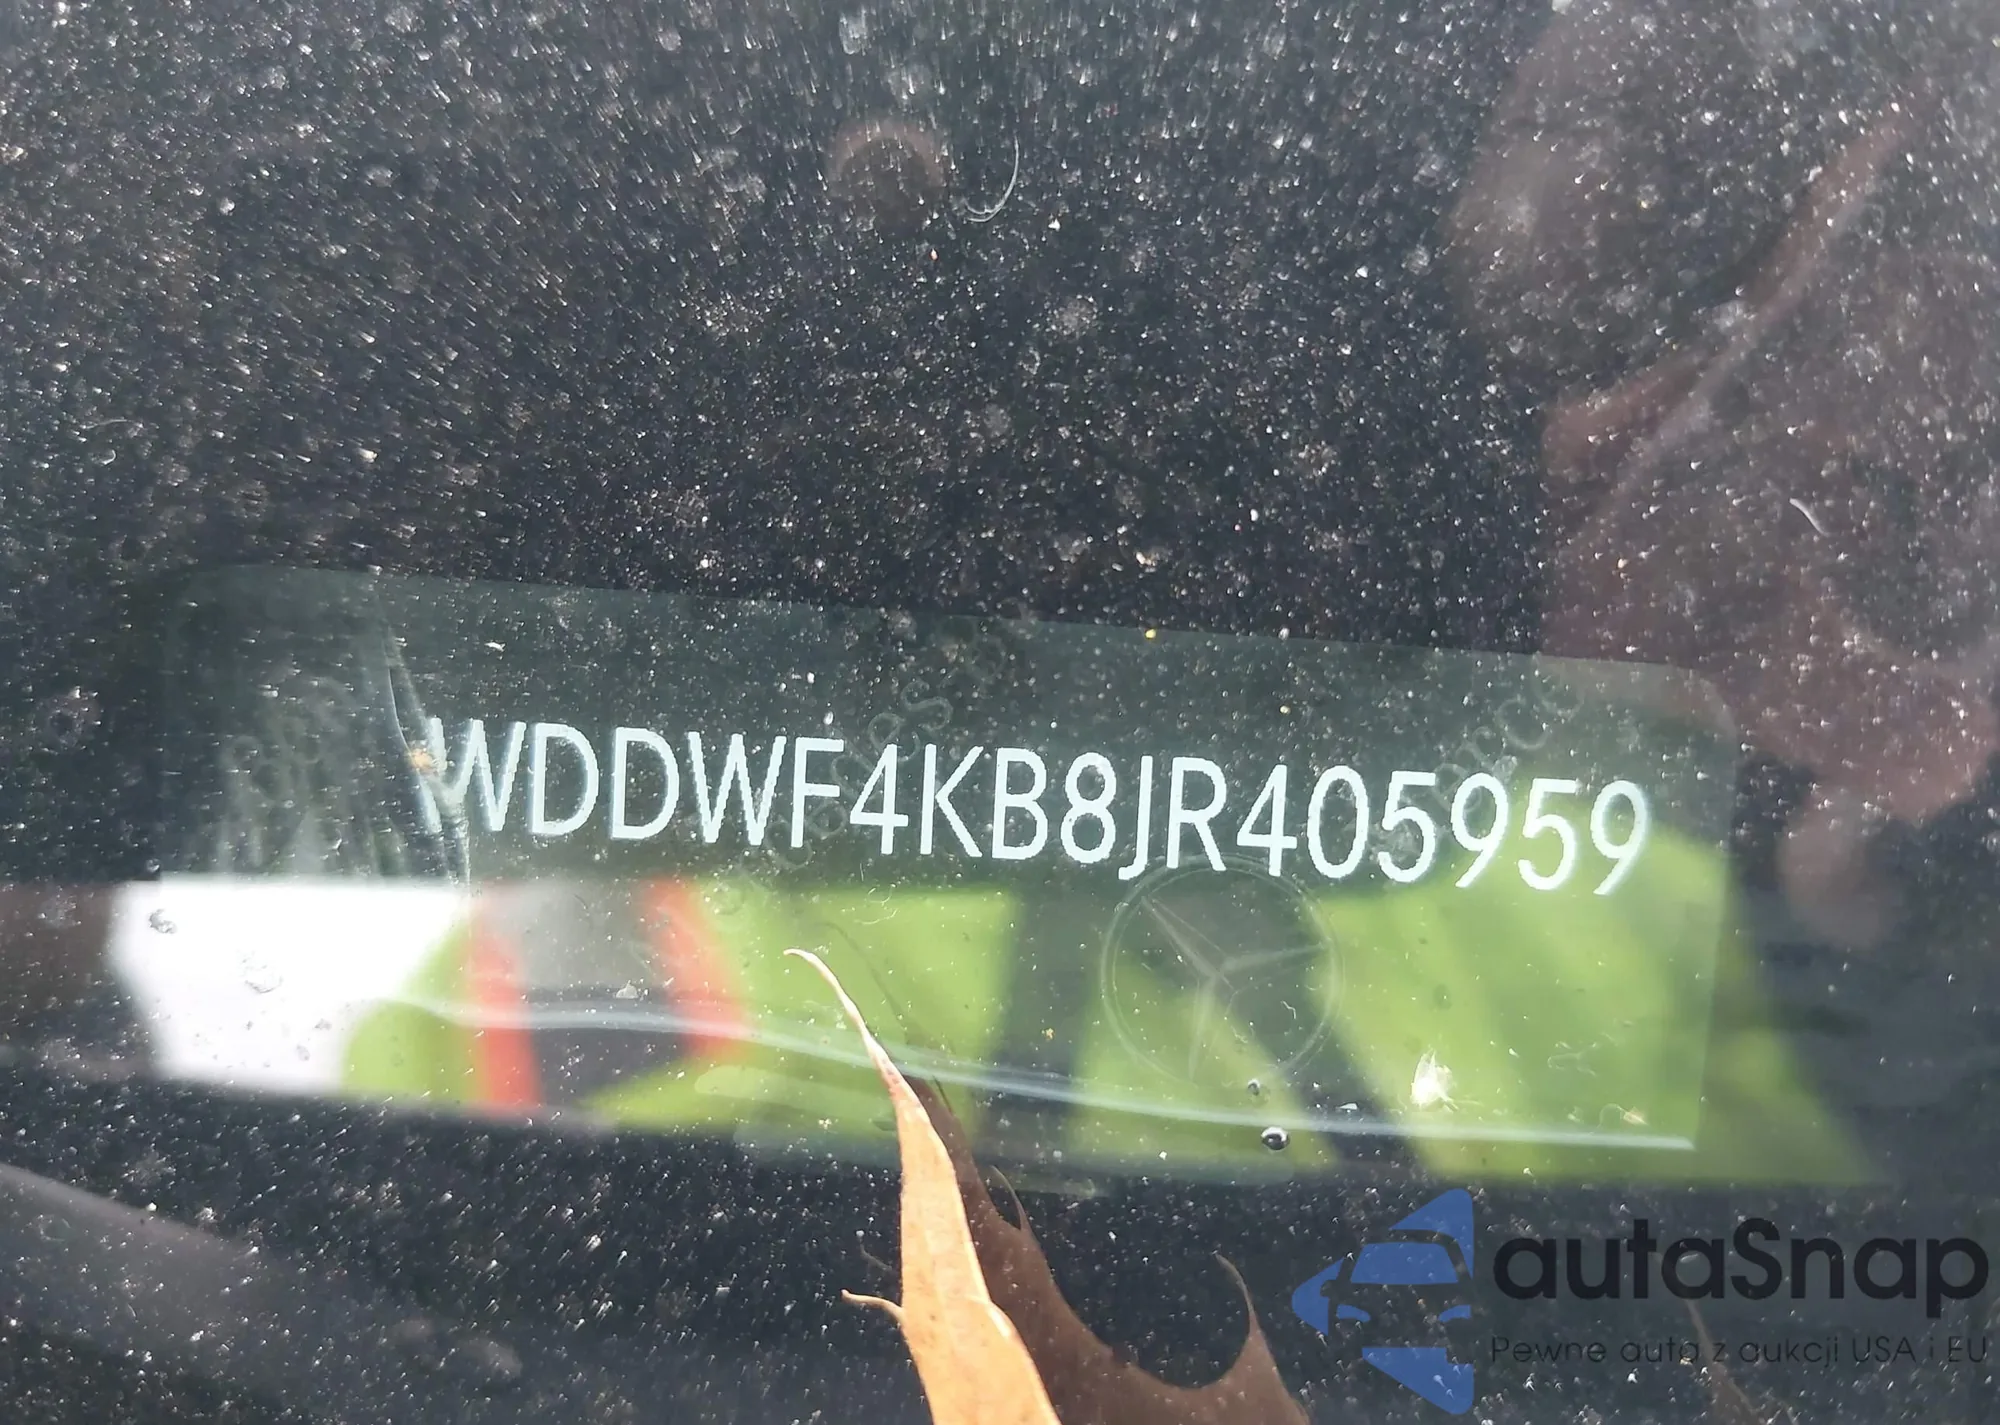 WDDWF4KB8JR405959
autaSnap
Pewne auta z aukcji USA i EU